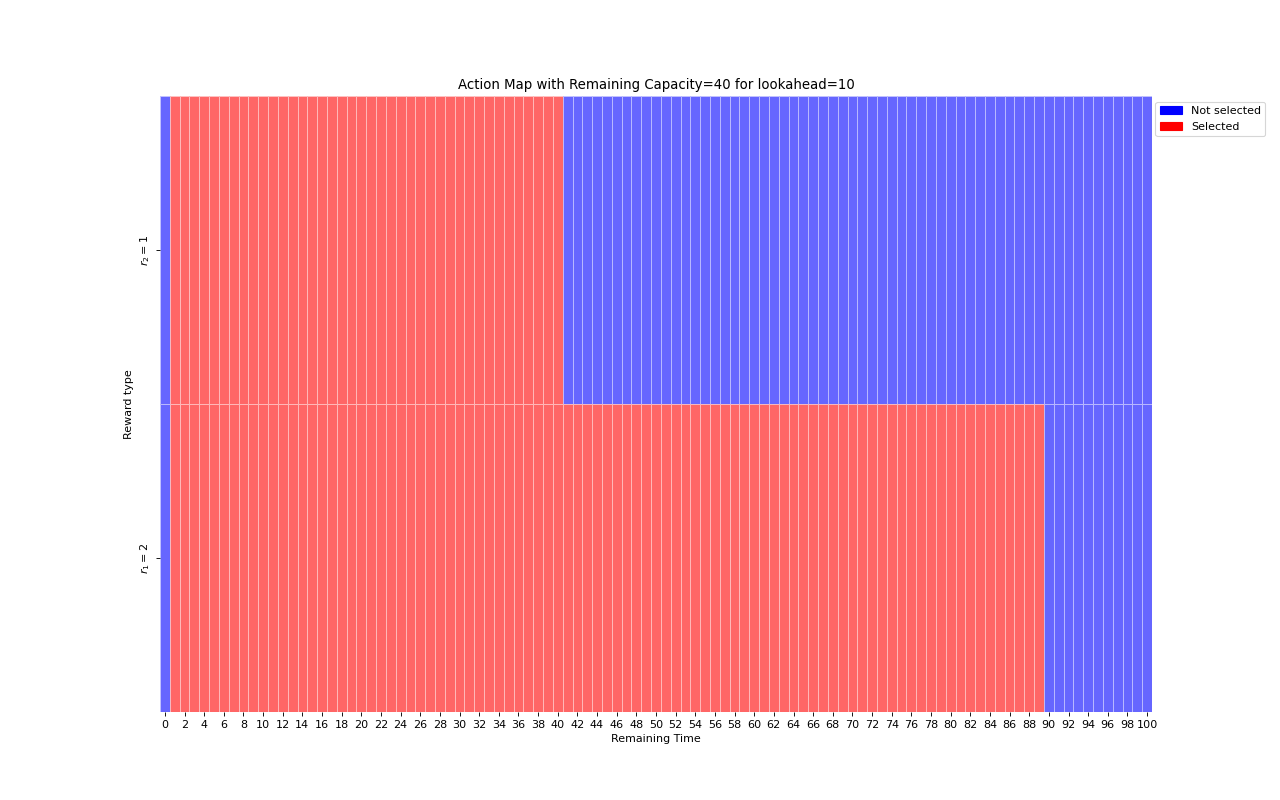 Action Map with Remaining Capacity=40 for lookahead=10
Not selected
Selected
r₂ = 1
Reward type
r₁ = 2
0 2 4 6 8 10 12 14 16 18 20 22 24 26 28 30 32 34 36 38 40 42 44 46 48 50 52 54 56 58 60 62 64 66 68 70 72 74 76 78 80 82 84 86 88 90 92 94 96 98 100
Remaining Time